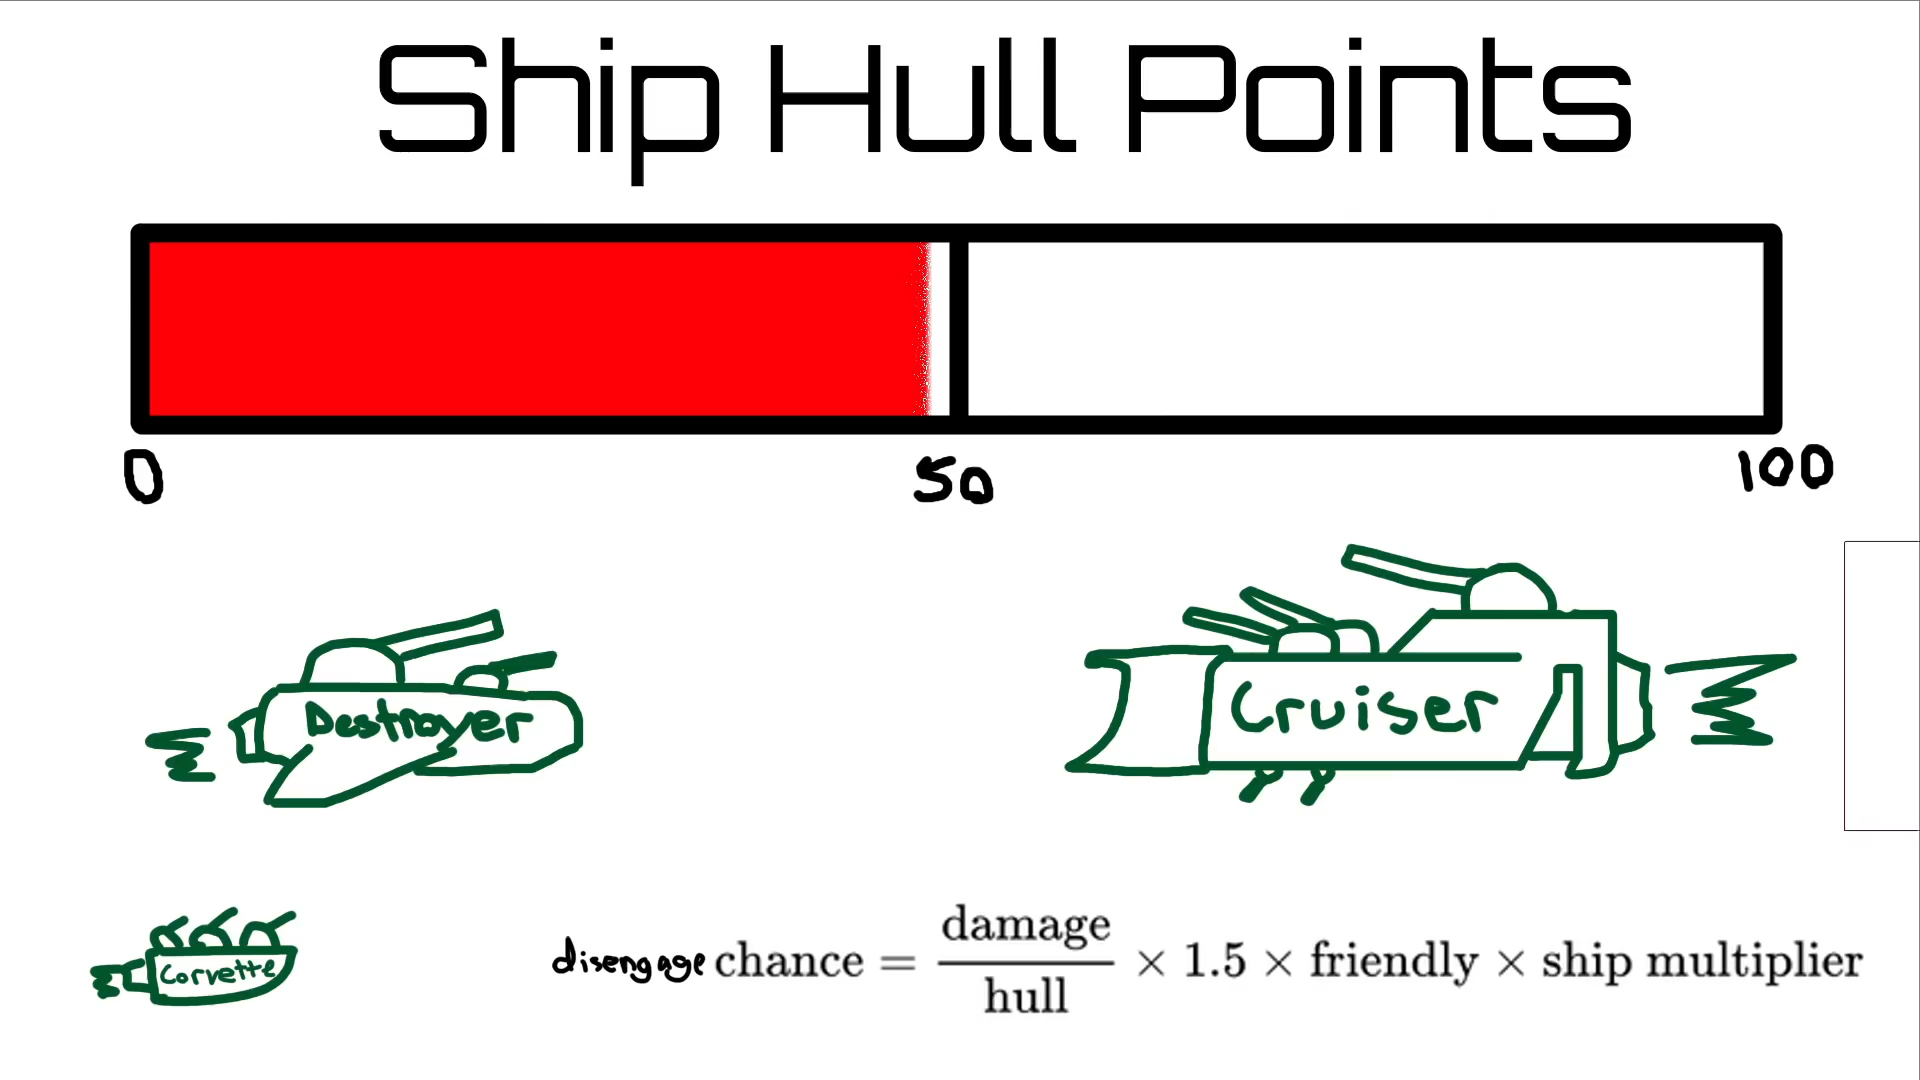 Ship Hull Points
0 50 100
Destroyer
Cruiser
Corvette
disengage chance = damage / hull × 1.5 × friendly × ship multiplier